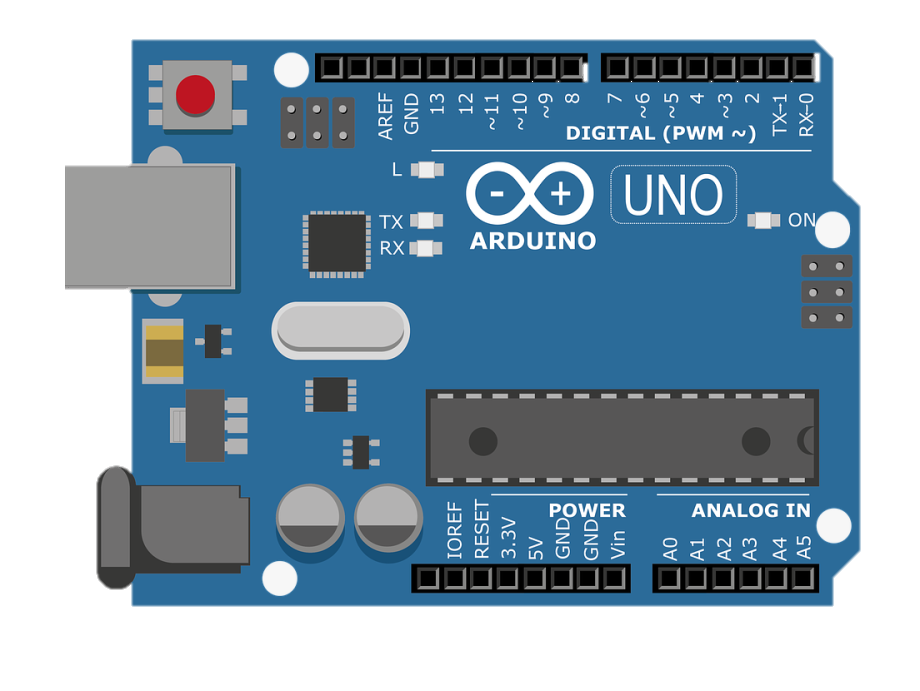 AREF
GND
13
12
~11
~10
~9
8
7
~6
~5
4
~3
2
TX-1
RX-0
DIGITAL (PWM ~)
L
TX
RX
- +
ARDUINO
UNO
ON
POWER
ANALOG IN
IOREF
RESET
3.3V
5V
GND
GND
Vin
A0
A1
A2
A3
A4
A5